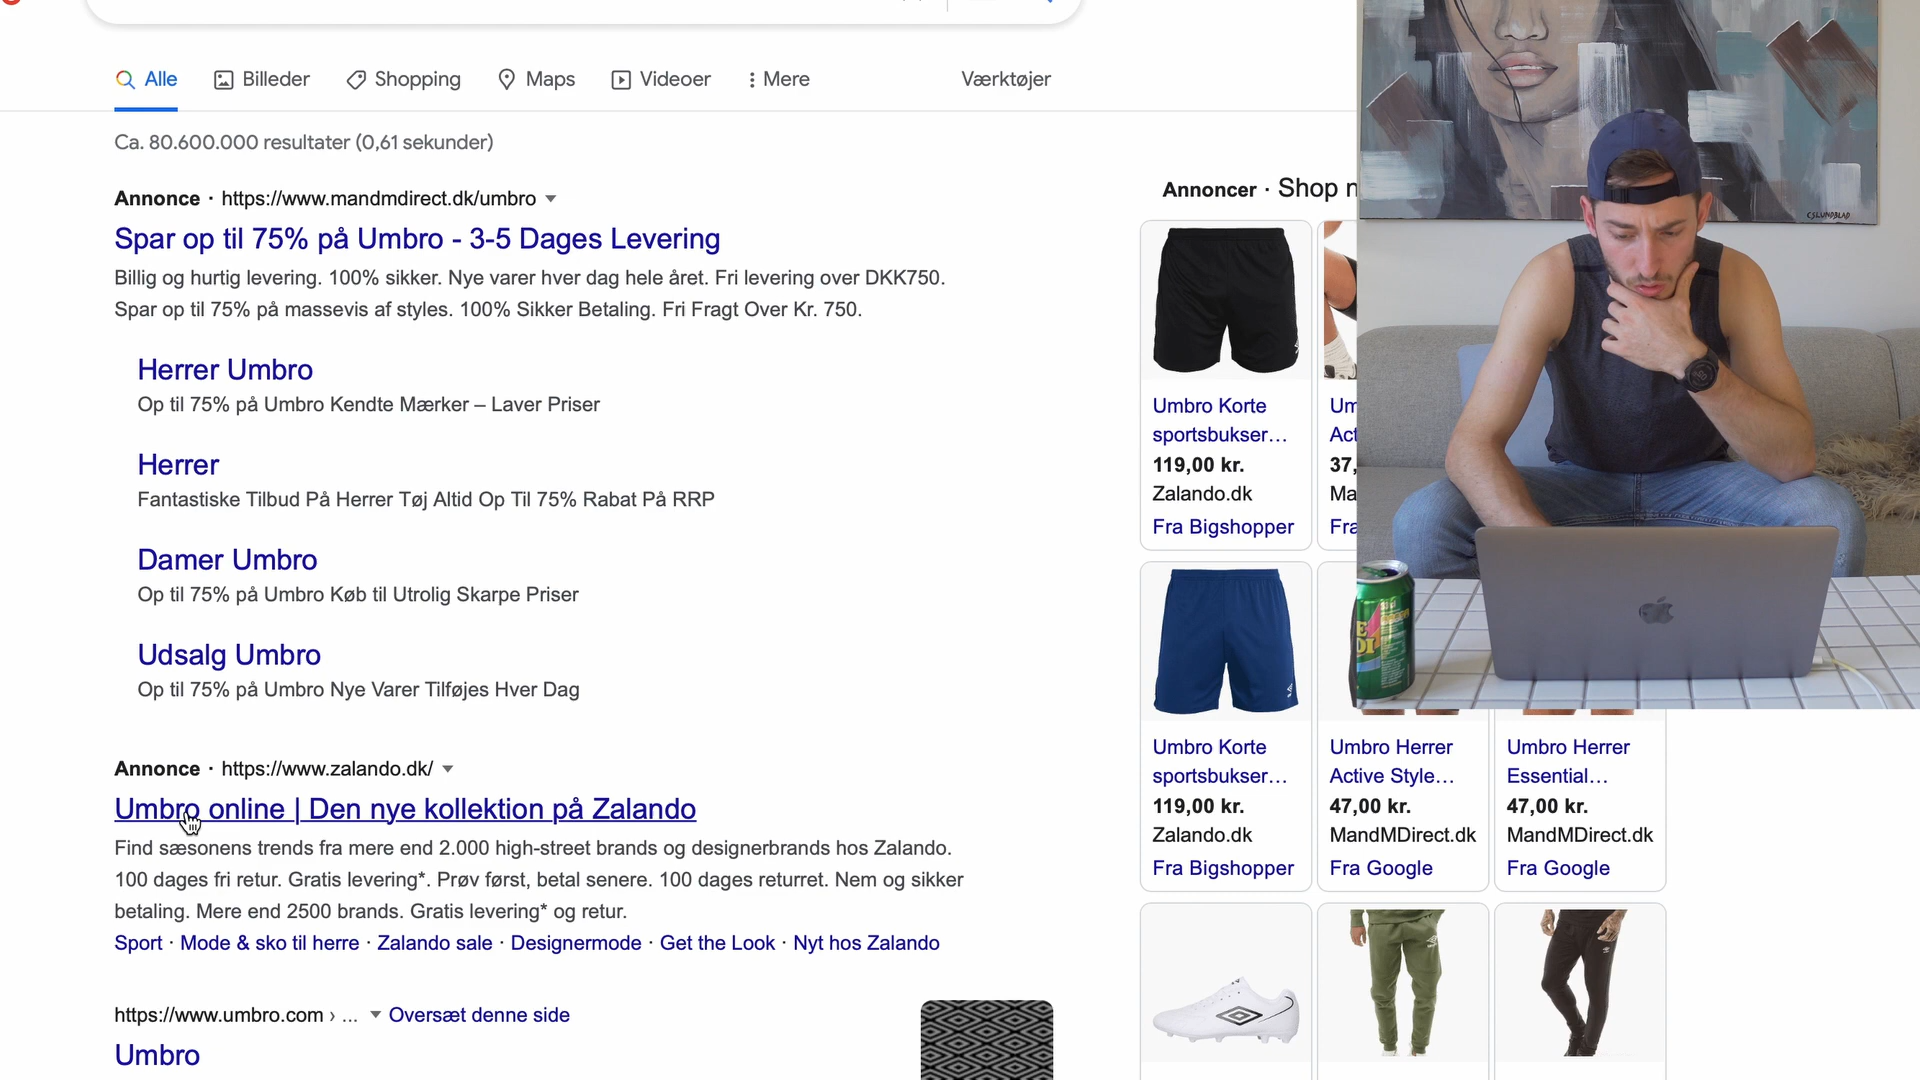 Alle
Billeder
Shopping
Maps
Videoer
Mere
Værktøjer
Ca. 80.600.000 resultater (0,61 sekunder)
Annonce · https://www.mandmdirect.dk/umbro
Spar op til 75% på Umbro - 3-5 Dages Levering
Billig og hurtig levering. 100% sikker. Nye varer hver dag hele året. Fri levering over DKK750.
Spar op til 75% på massevis af styles. 100% Sikker Betaling. Fri Fragt Over Kr. 750.
Herrer Umbro
Op til 75% på Umbro Kendte Mærker – Laver Priser
Herrer
Fantastiske Tilbud På Herrer Tøj Altid Op Til 75% Rabat På RRP
Damer Umbro
Op til 75% på Umbro Køb til Utrolig Skarpe Priser
Udsalg Umbro
Op til 75% på Umbro Nye Varer Tilføjes Hver Dag
Annonce · https://www.zalando.dk/
Umbro online | Den nye kollektion på Zalando
Find sæsonens trends fra mere end 2.000 high-street brands og designerbrands hos Zalando.
100 dages fri retur. Gratis levering*. Prøv først, betal senere. 100 dages returret. Nem og sikker
betaling. Mere end 2500 brands. Gratis levering* og retur.
Sport · Mode & sko til herre · Zalando sale · Designermode · Get the Look · Nyt hos Zalando
https://www.umbro.com › ...
Oversæt denne side
Umbro
Annoncer · Shop n
Umbro Korte
sportsbukser…
119,00 kr.
Zalando.dk
Fra Bigshopper
Um
Act
37,
Ma
Fra
Umbro Korte
sportsbukser…
119,00 kr.
Zalando.dk
Fra Bigshopper
Umbro Herrer
Active Style…
47,00 kr.
MandMDirect.dk
Fra Google
Umbro Herrer
Essential…
47,00 kr.
MandMDirect.dk
Fra Google
CSLUNDBLAD